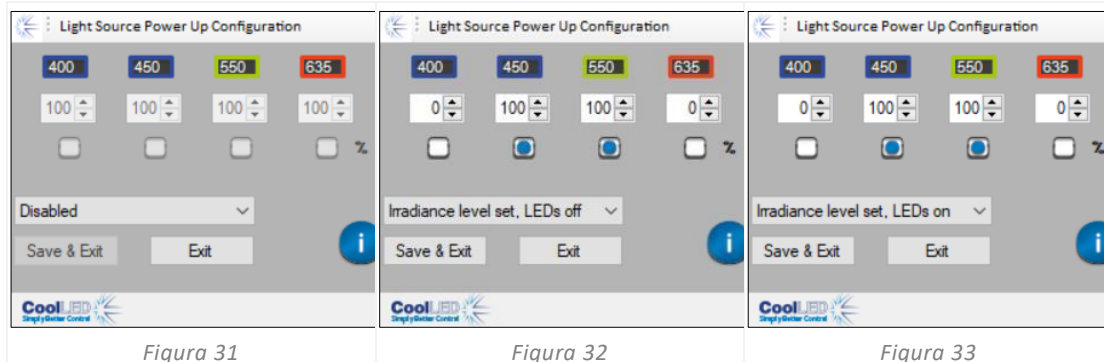 Light Source Power Up Configuration
400 450 550 635
100 100 100 100
%
Disabled
Save & Exit Exit
i
CoolLED
Simply Better Control
Figura 31
Light Source Power Up Configuration
400 450 550 635
0 100 100 0
%
Irradiance level set, LEDs off
Save & Exit Exit
i
CoolLED
Simply Better Control
Figura 32
Light Source Power Up Configuration
400 450 550 635
0 100 100 0
%
Irradiance level set, LEDs on
Save & Exit Exit
i
CoolLED
Simply Better Control
Figura 33